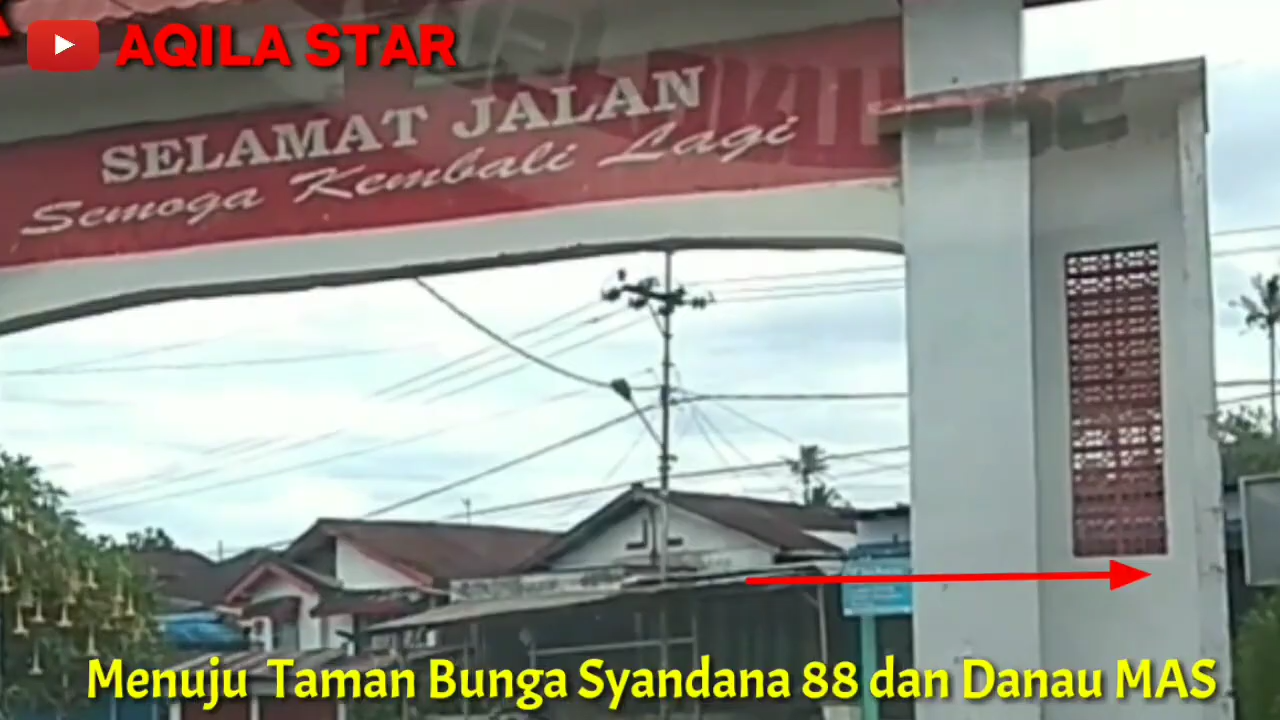 AQILA STAR
SELAMAT JALAN
Semoga Kembali Lagi
Menuju Taman Bunga Syandana 88 dan Danau MAS